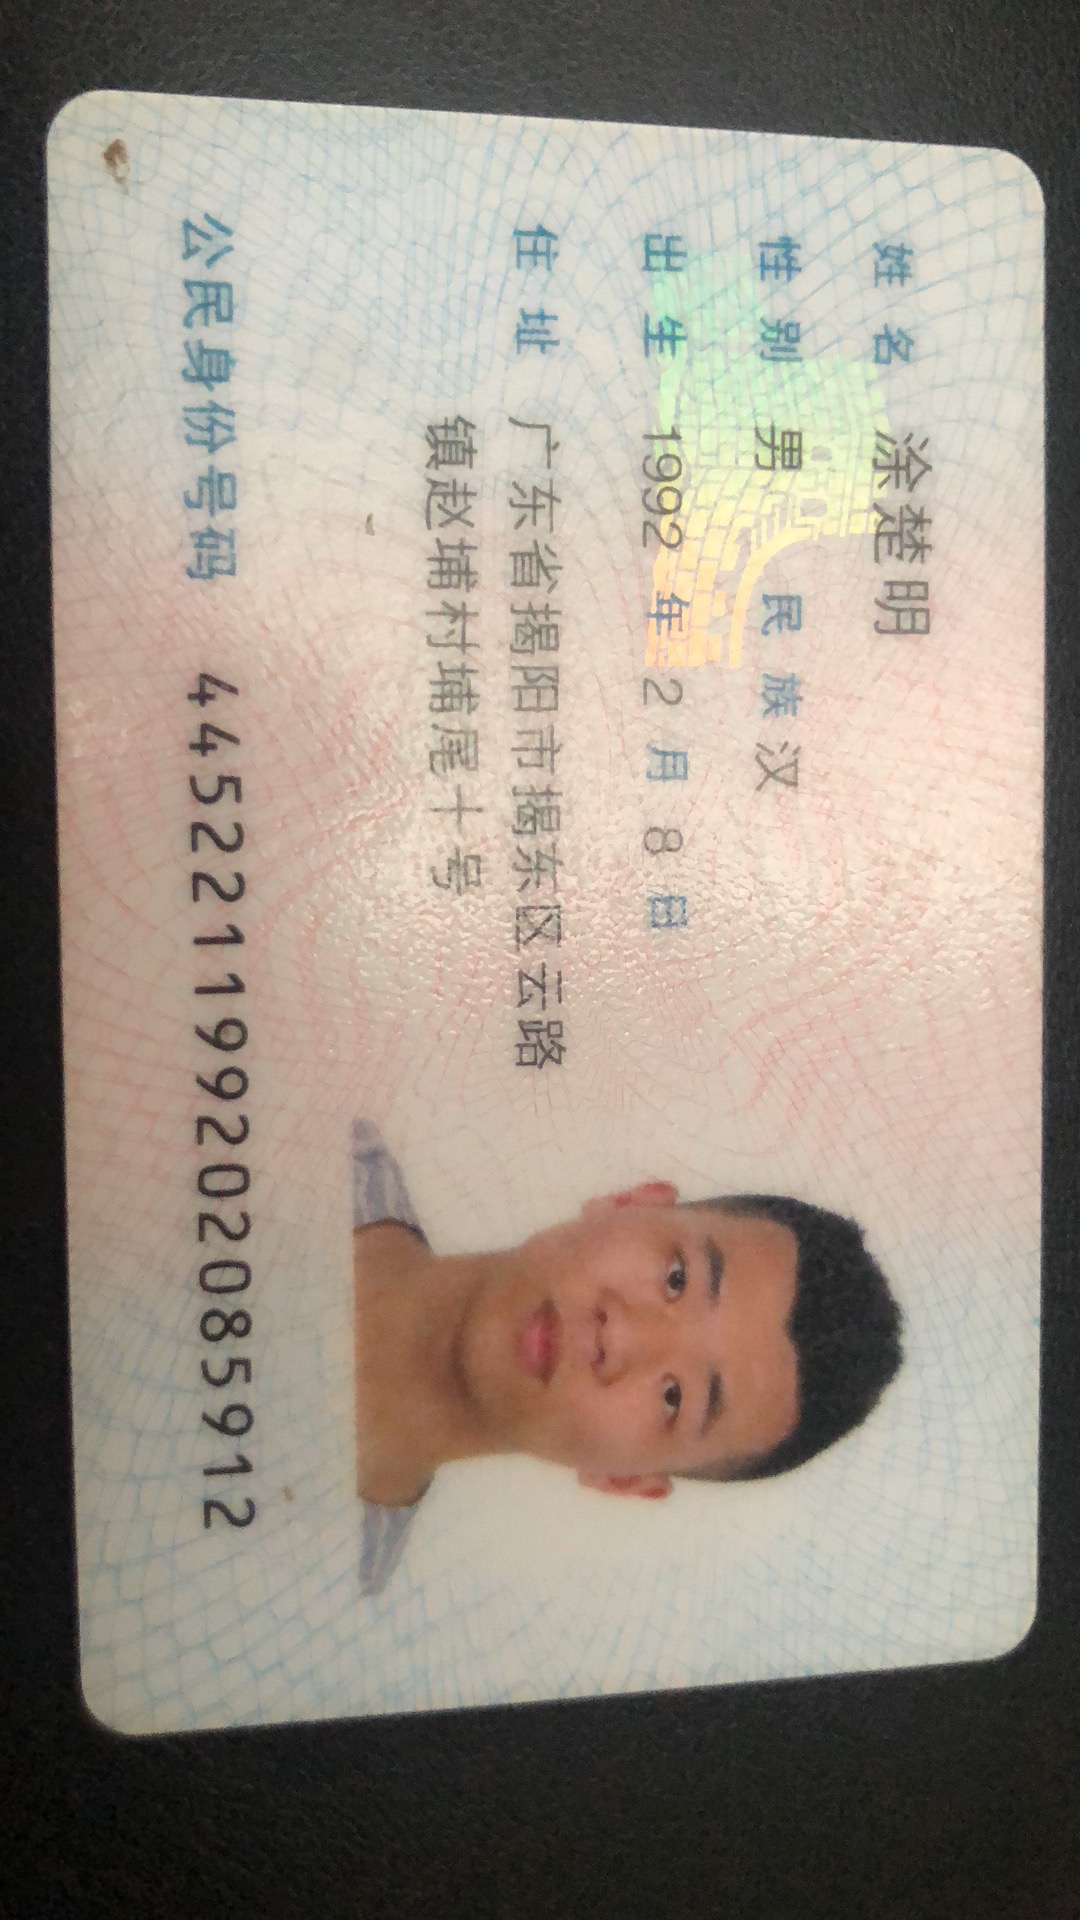 姓名 涂楚明
性别 男 民族 汉
出生 1992 年 2 月 8 日
住址 广东省揭阳市揭东区云路
镇赵埔村埔尾十号
公民身份号码 445221199202085912